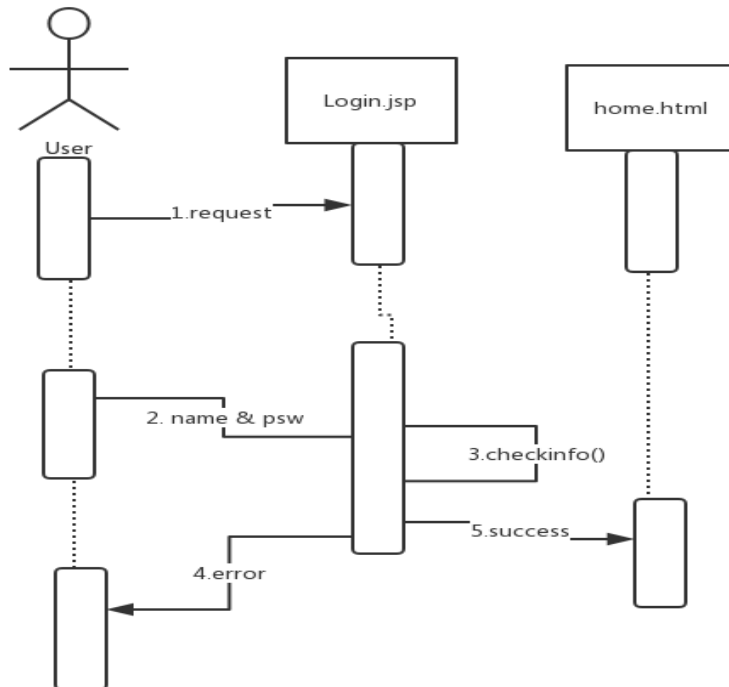 Login.jsp
home.html
User
1.request
2. name & psw
3.checkinfo()
5.success
4.error